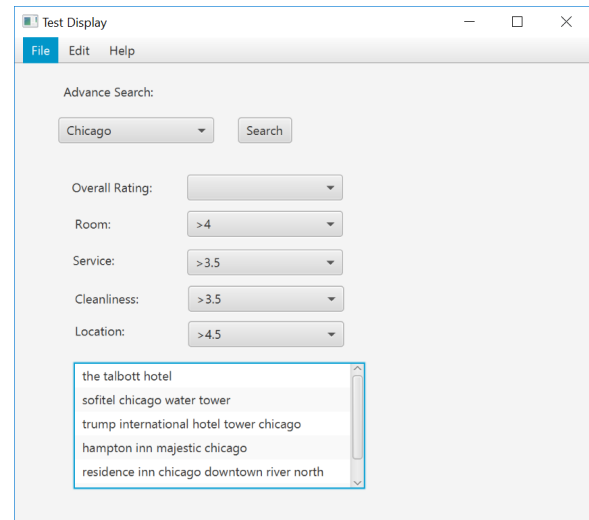 Test Display
File Edit Help
Advance Search:
Chicago Search
Overall Rating:
Room: >4
Service: >3.5
Cleanliness: >3.5
Location: >4.5
the talbott hotel
sofitel chicago water tower
trump international hotel tower chicago
hampton inn majestic chicago
residence inn chicago downtown river north